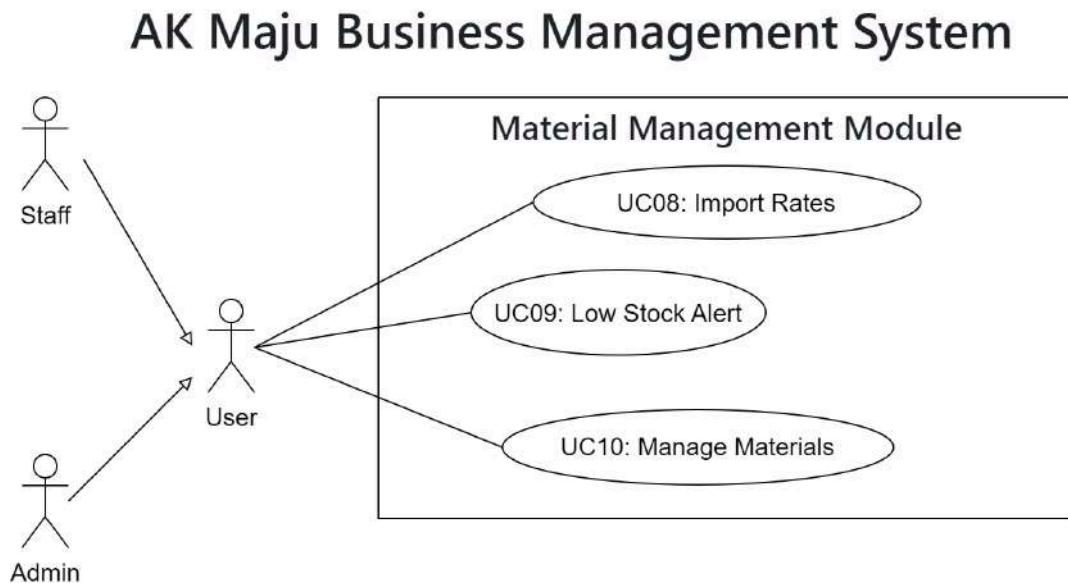 AK Maju Business Management System
Material Management Module
Staff
UC08: Import Rates
UC09: Low Stock Alert
User
UC10: Manage Materials
Admin